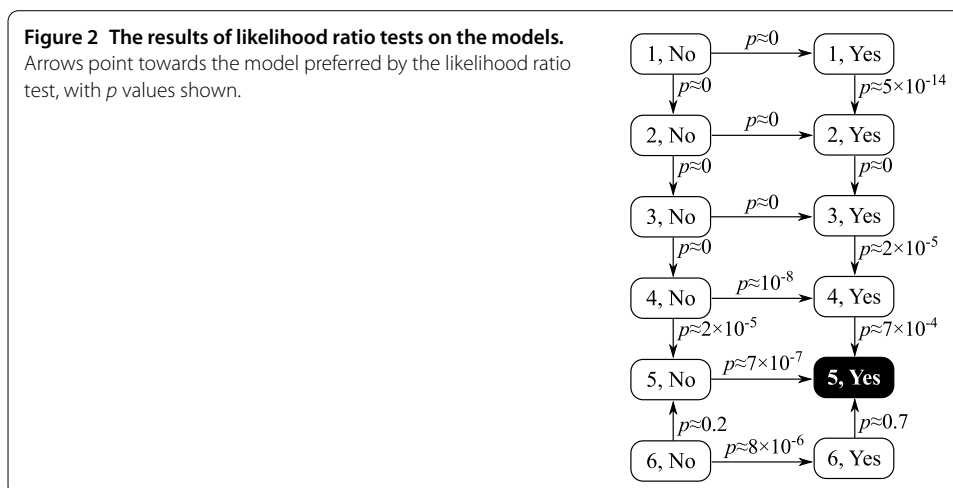 Figure 2 The results of likelihood ratio tests on the models.
Arrows point towards the model preferred by the likelihood ratio
test, with p values shown.
1, No
p≈0
1, Yes
p≈0
p≈5×10⁻¹⁴
2, No
p≈0
2, Yes
p≈0
p≈0
3, No
p≈0
3, Yes
p≈0
p≈2×10⁻⁵
4, No
p≈10⁻⁸
4, Yes
p≈2×10⁻⁵
p≈7×10⁻⁴
5, No
p≈7×10⁻⁷
5, Yes
p≈0.2
p≈0.7
6, No
p≈8×10⁻⁶
6, Yes